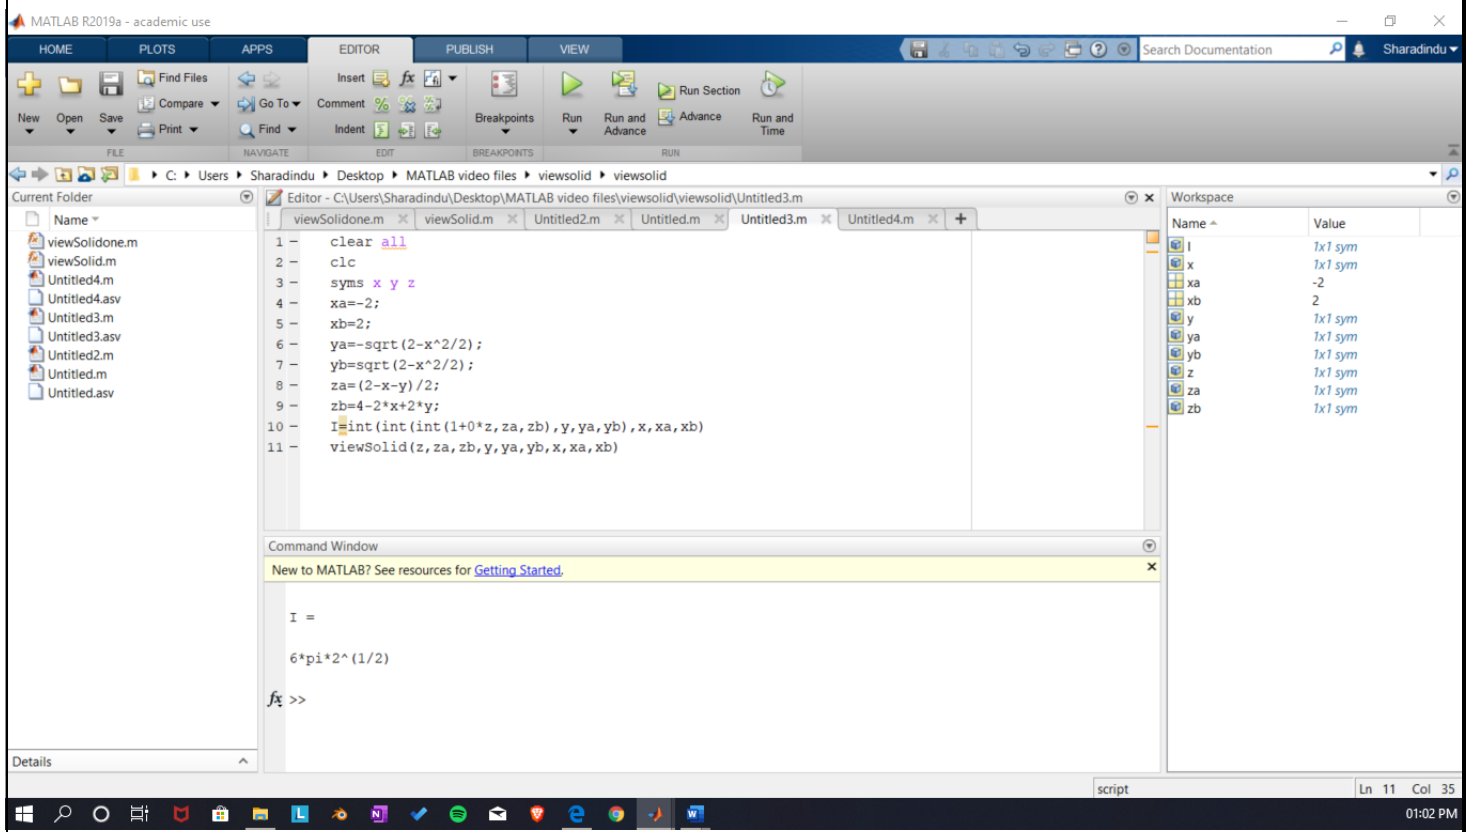 MATLAB R2019a - academic use
HOME PLOTS APPS EDITOR PUBLISH VIEW Search Documentation Sharadindu
New Open Save Find Files Compare Print Go To Find Insert Comment Indent Breakpoints Run Run and Advance Run Section Advance Run and Time
FILE NAVIGATE EDIT BREAKPOINTS RUN
C: Users Sharadindu Desktop MATLAB video files viewsolid viewsolid
Current Folder
Name
viewSolidone.m
viewSolid.m
Untitled4.m
Untitled4.asv
Untitled3.m
Untitled3.asv
Untitled2.m
Untitled.m
Untitled.asv
Details
Editor - C:\Users\Sharadindu\Desktop\MATLAB video files\viewsolid\viewsolid\Untitled3.m
viewSolidone.m viewSolid.m Untitled2.m Untitled.m Untitled3.m Untitled4.m
1 – clear all
2 – clc
3 – syms x y z
4 – xa=-2;
5 – xb=2;
6 – ya=-sqrt(2-x^2/2);
7 – yb=sqrt(2-x^2/2);
8 – za=(2-x-y)/2;
9 – zb=4-2*x+2*y;
10 – I=int(int(int(1+0*z,za,zb),y,ya,yb),x,xa,xb)
11 – viewSolid(z,za,zb,y,ya,yb,x,xa,xb)
Command Window
New to MATLAB? See resources for Getting Started.
I =
6*pi*2^(1/2)
fx >>
Workspace
Name Value
I 1x1 sym
x 1x1 sym
xa -2
xb 2
y 1x1 sym
ya 1x1 sym
yb 1x1 sym
z 1x1 sym
za 1x1 sym
zb 1x1 sym
script Ln 11 Col 35
01:02 PM